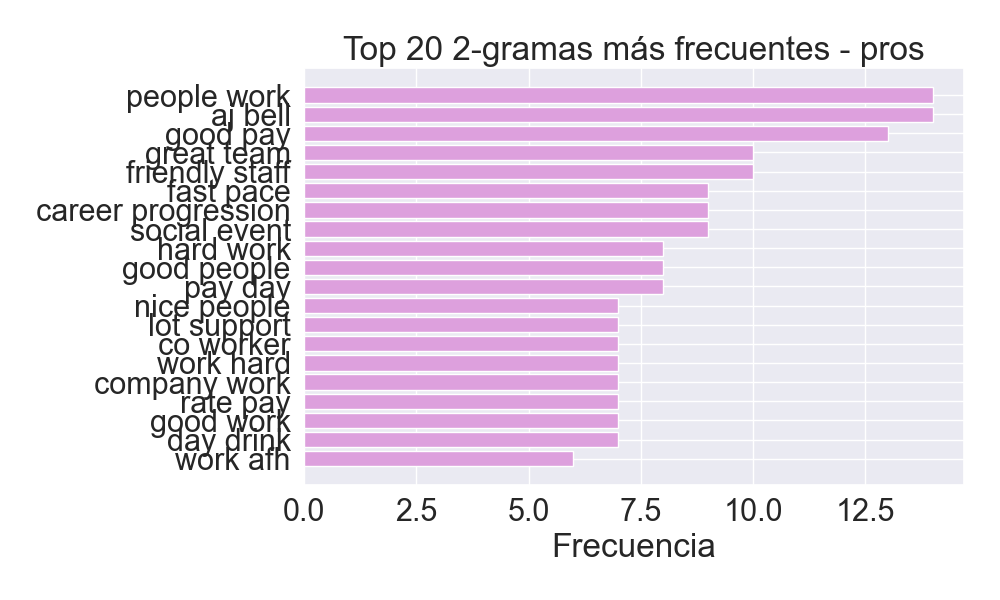 Top 20 2-gramas más frecuentes - pros
people work
aj bell
good pay
great team
friendly staff
fast pace
career progression
social event
hard work
good people
pay day
nice people
lot support
co worker
work hard
company work
rate pay
good work
day drink
work afh
0.0 2.5 5.0 7.5 10.0 12.5
Frecuencia